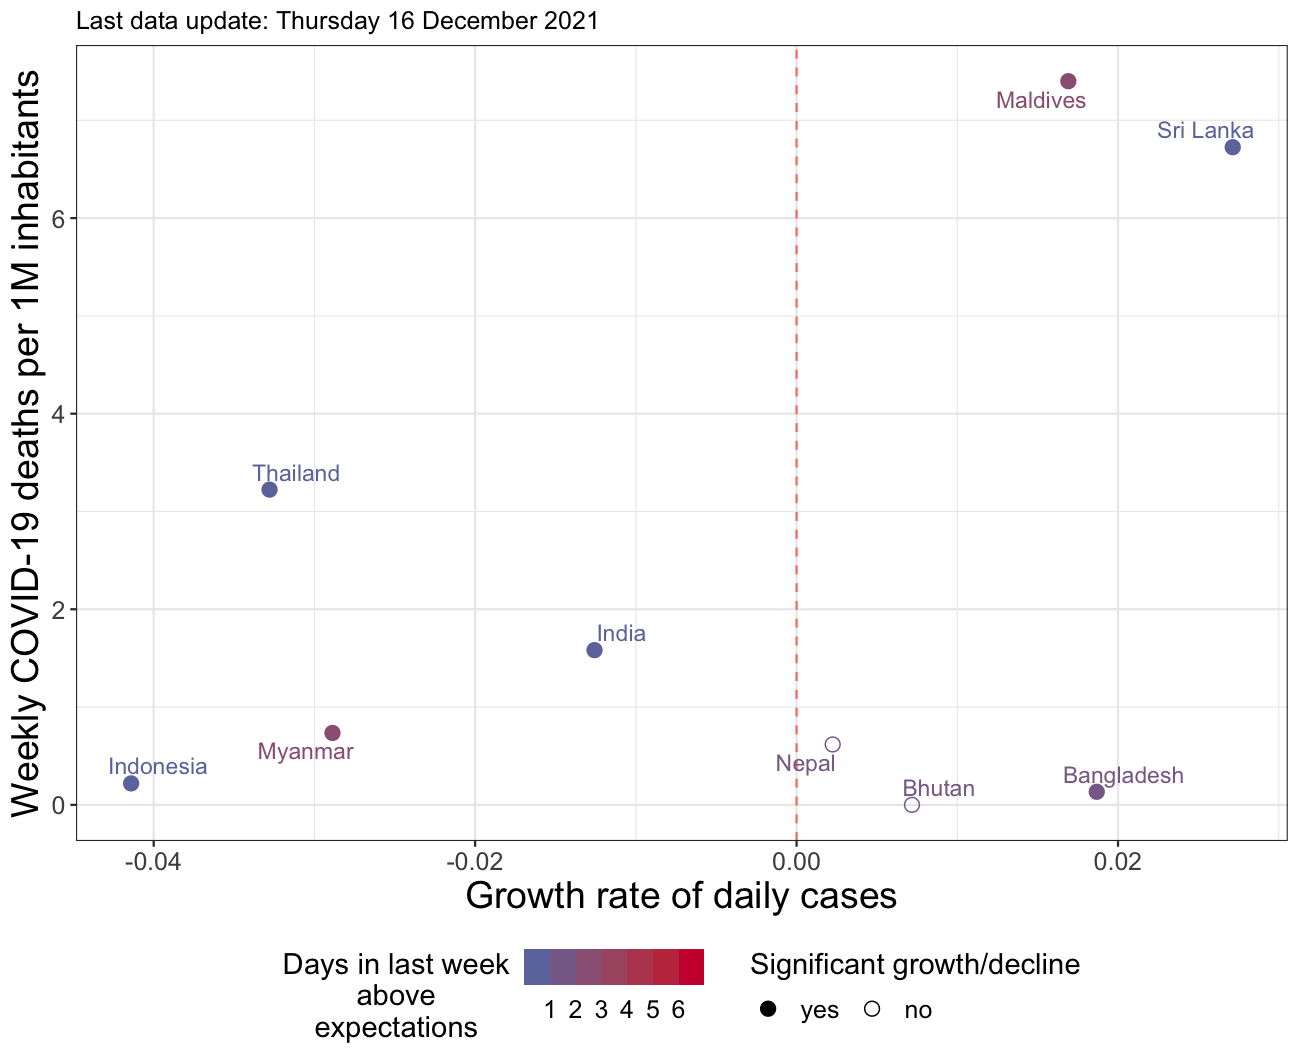 Last data update: Thursday 16 December 2021
Weekly COVID-19 deaths per 1M inhabitants
Maldives
Sri Lanka
6
4
Thailand
2
India
Mymanmar
Indonesia
Nepal
Bhutan
Bangladesh
0
-0.04 -0.02 0.00 0.02
Growth rate of daily cases
Days in last week
above
expectations
1 2 3 4 5 6
Significant growth/decline
yes no